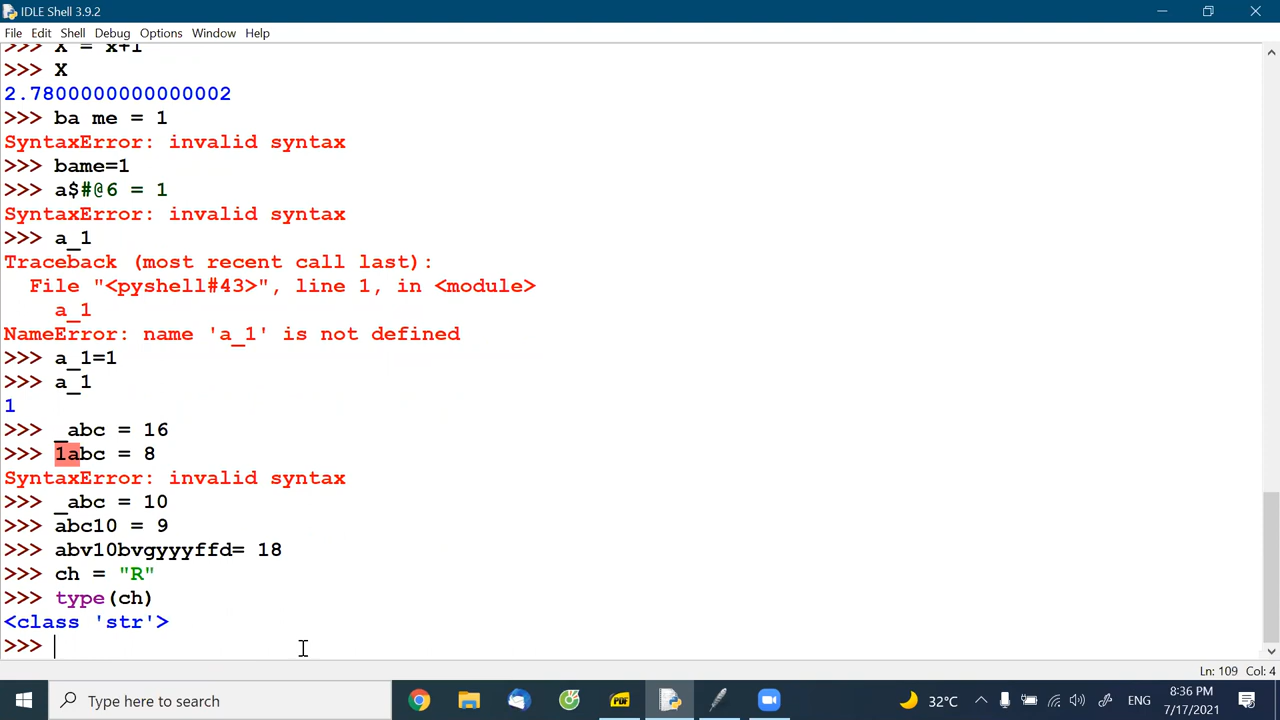 IDLE Shell 3.9.2
File Edit Shell Debug Options Window Help
>>> X = x+1
>>> X
2.7800000000000002
>>> ba me = 1
SyntaxError: invalid syntax
>>> bame=1
>>> a$#@6 = 1
SyntaxError: invalid syntax
>>> a_1
Traceback (most recent call last):
  File "<pyshell#43>", line 1, in <module>
    a_1
NameError: name 'a_1' is not defined
>>> a_1=1
>>> a_1
1
>>> _abc = 16
>>> 1abc = 8
SyntaxError: invalid syntax
>>> _abc = 10
>>> abc10 = 9
>>> abv10bvgyyyffd= 18
>>> ch = "R"
>>> type(ch)
<class 'str'>
>>>
Ln: 109 Col: 4
Type here to search
PDF
32°C
ENG
8:36 PM
7/17/2021